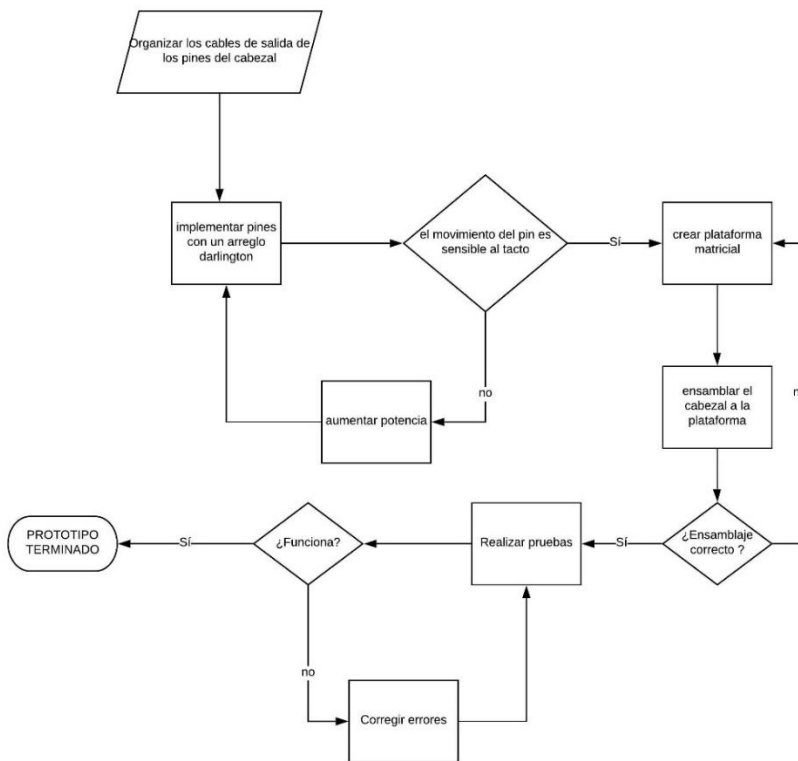 Organizar los cables de salida de
los pines del cabezal
implementar pines
con un arreglo
darlington
el movimiento del pin es
sensible al tacto
Sí
crear plataforma
matricial
no
aumentar potencia
ensamblar el
cabezal a la
plataforma
¿Ensamblaje
correcto ?
Sí
Realizar pruebas
¿Funciona?
Sí
PROTOTIPO
TERMINADO
no
Corregir errores